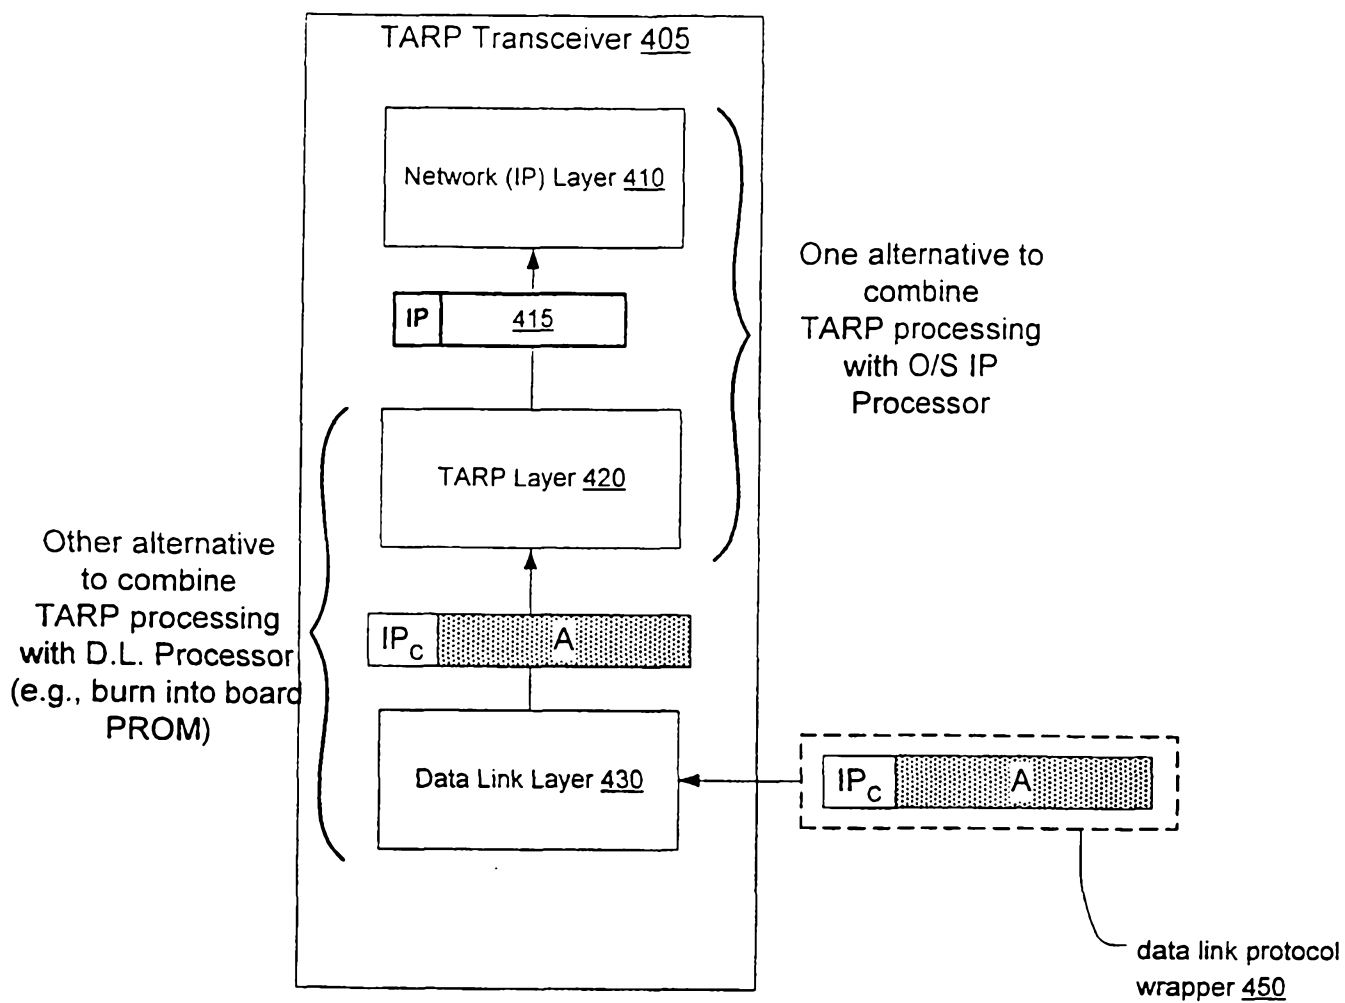 TARP Transceiver 405
Network (IP) Layer 410
IP
415
One alternative to
combine
TARP processing
with O/S IP
Processor
TARP Layer 420
Other alternative
to combine
TARP processing
with D.L. Processor
(e.g., burn into board
PROM)
IPC
A
Data Link Layer 430
IPC
A
data link protocol
wrapper 450